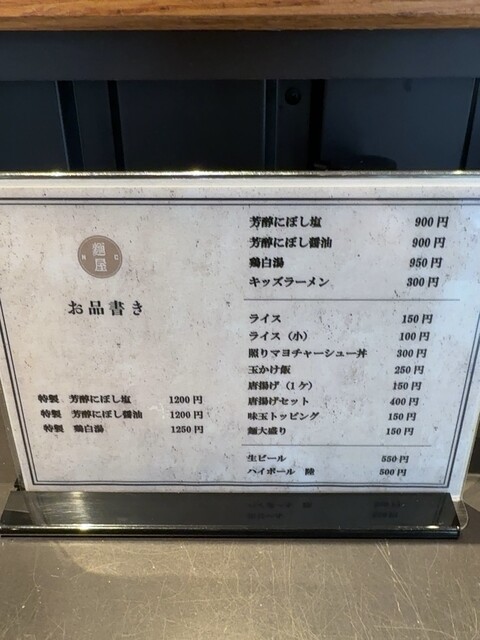 麺屋
N C
お品書き
特製 芳醇にぼし塩 1200円
特製 芳醇にぼし醤油 1200円
特製 鶏白湯 1250円
芳醇にぼし塩 900円
芳醇にぼし醤油 900円
鶏白湯 950円
キッズラーメン 300円
ライス 150円
ライス（小） 100円
照りマヨチャーシュー丼 300円
玉かけ飯 250円
唐揚げ（1ケ） 150円
唐揚げセット 400円
味玉トッピング 150円
麺大盛り 150円
生ビール 550円
ハイボール 陸 500円